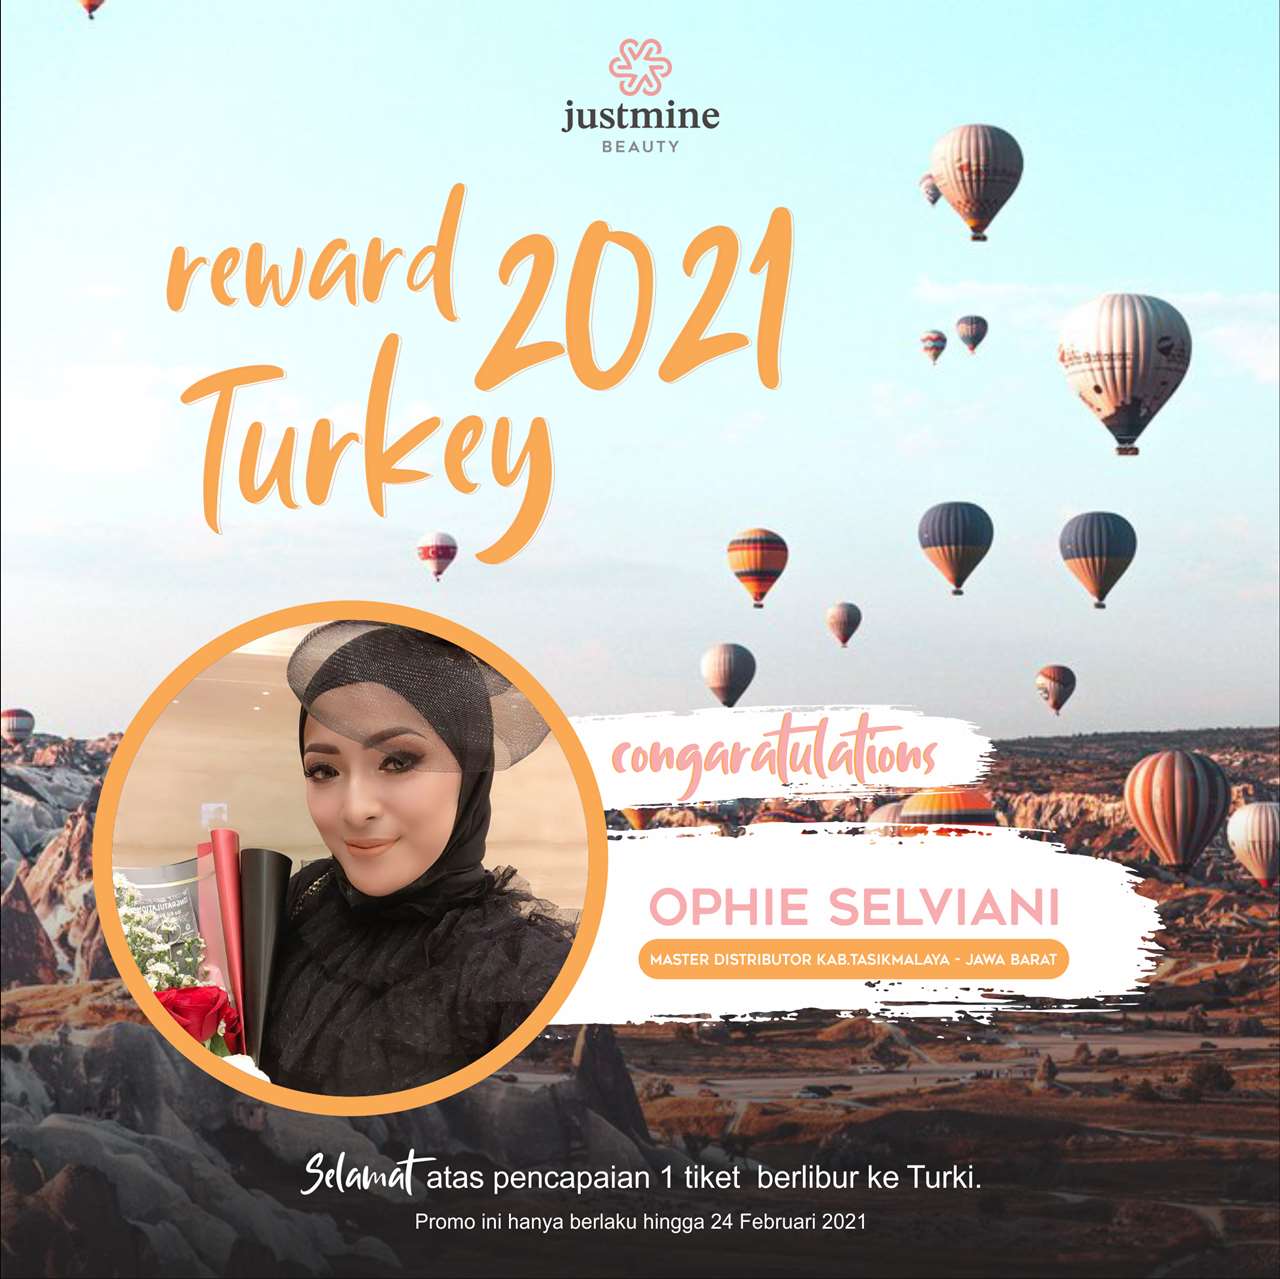 justmine
BEAUTY
reward 2021
Turkey
congaratulations
OPHIE SELVIANI
MASTER DISTRIBUTOR KAB.TASIKMALAYA - JAWA BARAT
Selamat atas pencapaian 1 tiket berlibur ke Turki.
Promo ini hanya berlaku hingga 24 Februari 2021